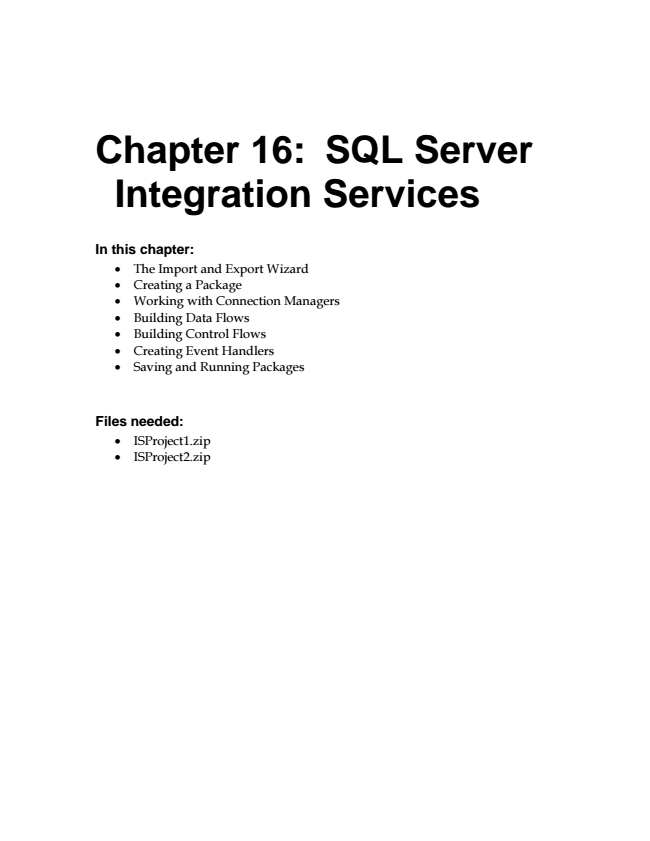 Chapter 16: SQL Server
Integration Services
In this chapter:
• The Import and Export Wizard
• Creating a Package
• Working with Connection Managers
• Building Data Flows
• Building Control Flows
• Creating Event Handlers
• Saving and Running Packages
Files needed:
• ISProject1.zip
• ISProject2.zip